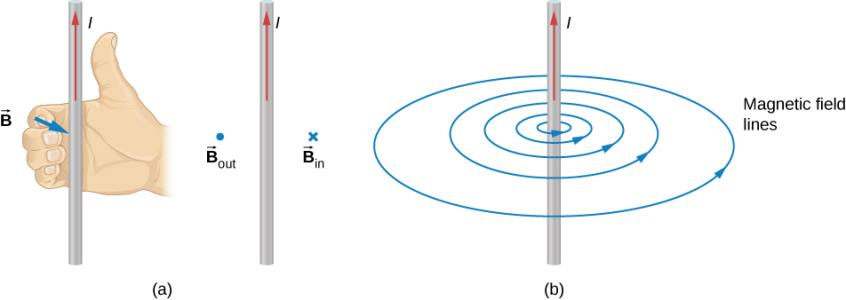 I
B⃗
B⃗out
I
B⃗in
(a)
I
Magnetic field
lines
(b)